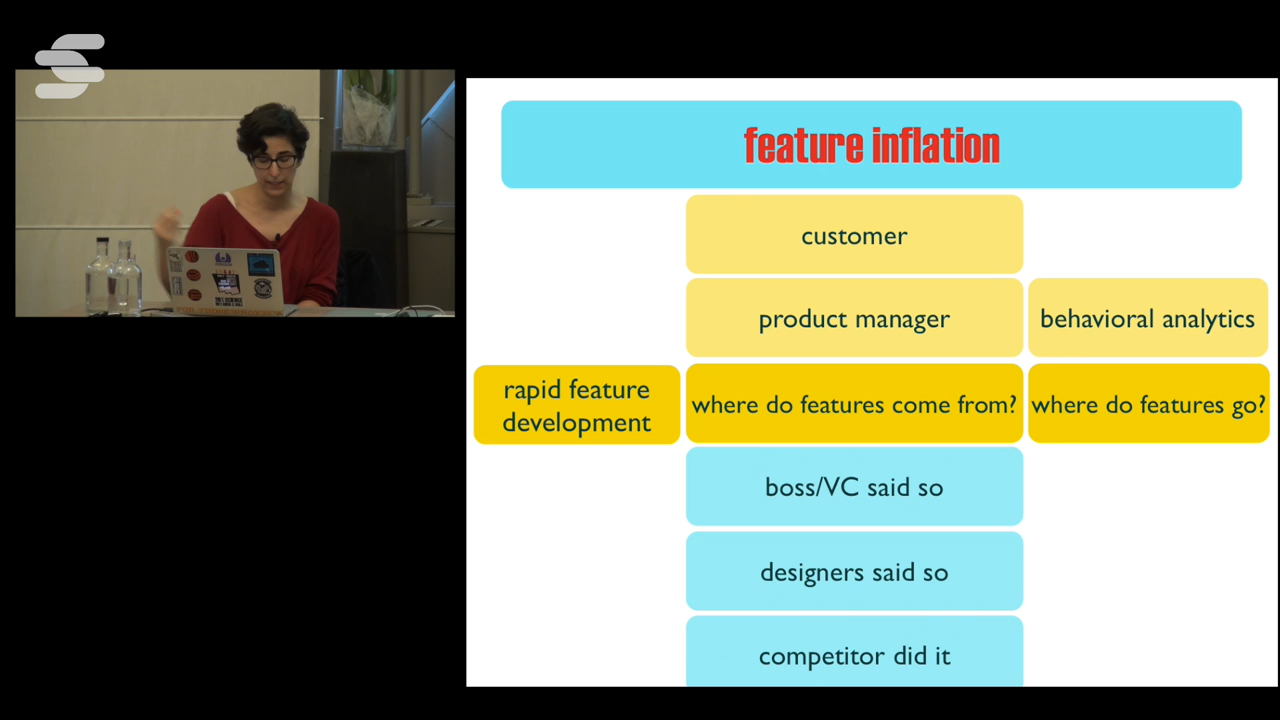 feature inflation
customer
product manager
behavioral analytics
rapid feature
development
where do features come from?
where do features go?
boss/VC said so
designers said so
competitor did it